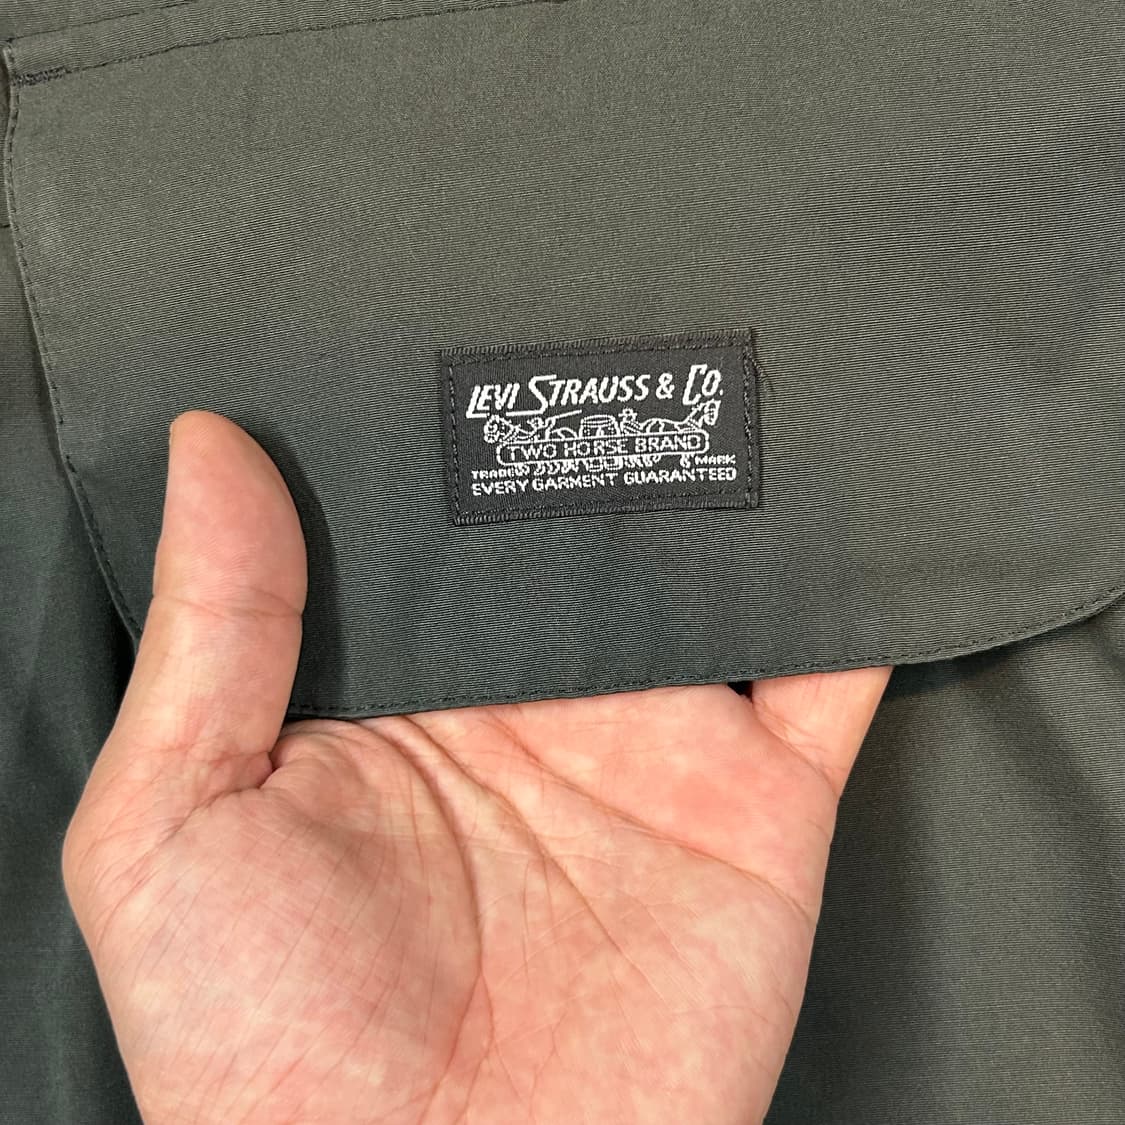 LEVI STRAUSS & CO.
TWO HORSE BRAND
TRADE MARK
EVERY GARMENT GUARANTEED